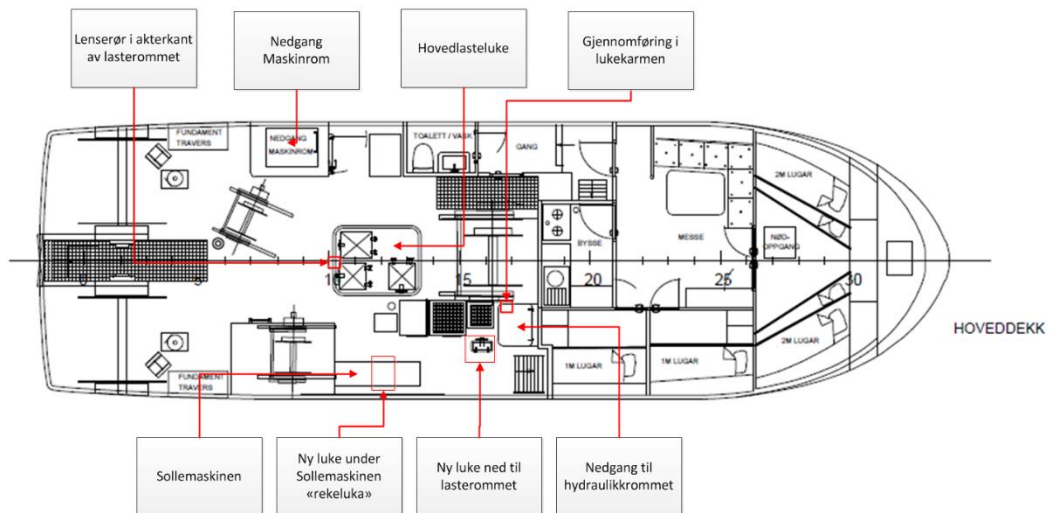 Lenserør i akterkant
av lasterommet
Nedgang
Maskinrom
Hovedlasteluke
Gjennomføring i
lukekarmen
FUNDAMENT
TRAVERS
NEDGANG
MASKINROM
TOALETT / VASK
GANG
2M LUGAR
BYSSE
MESSE
NØD-
OPPGANG
0
5
10
15
20
25
30
HOVEDDEKK
FUNDAMENT
TRAVERS
1M LUGAR
1M LUGAR
2M LUGAR
Sollemaskinen
Ny luke under
Sollemaskinen
«rekeluka»
Ny luke ned til
lasterommet
Nedgang til
hydraulikkrommet